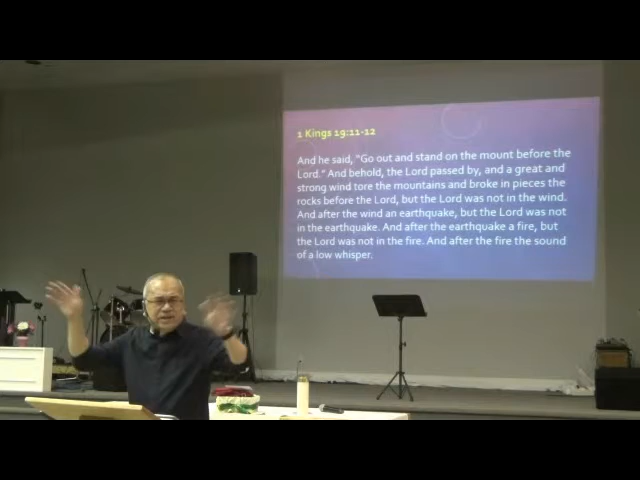 1 Kings 19:11-12
And he said, "Go out and stand on the mount before the
Lord." And behold, the Lord passed by, and a great and
strong wind tore the mountains and broke in pieces the
rocks before the Lord, but the Lord was not in the wind.
And after the wind an earthquake, but the Lord was not
in the earthquake. And after the earthquake a fire, but
the Lord was not in the fire. And after the fire the sound
of a low whisper.